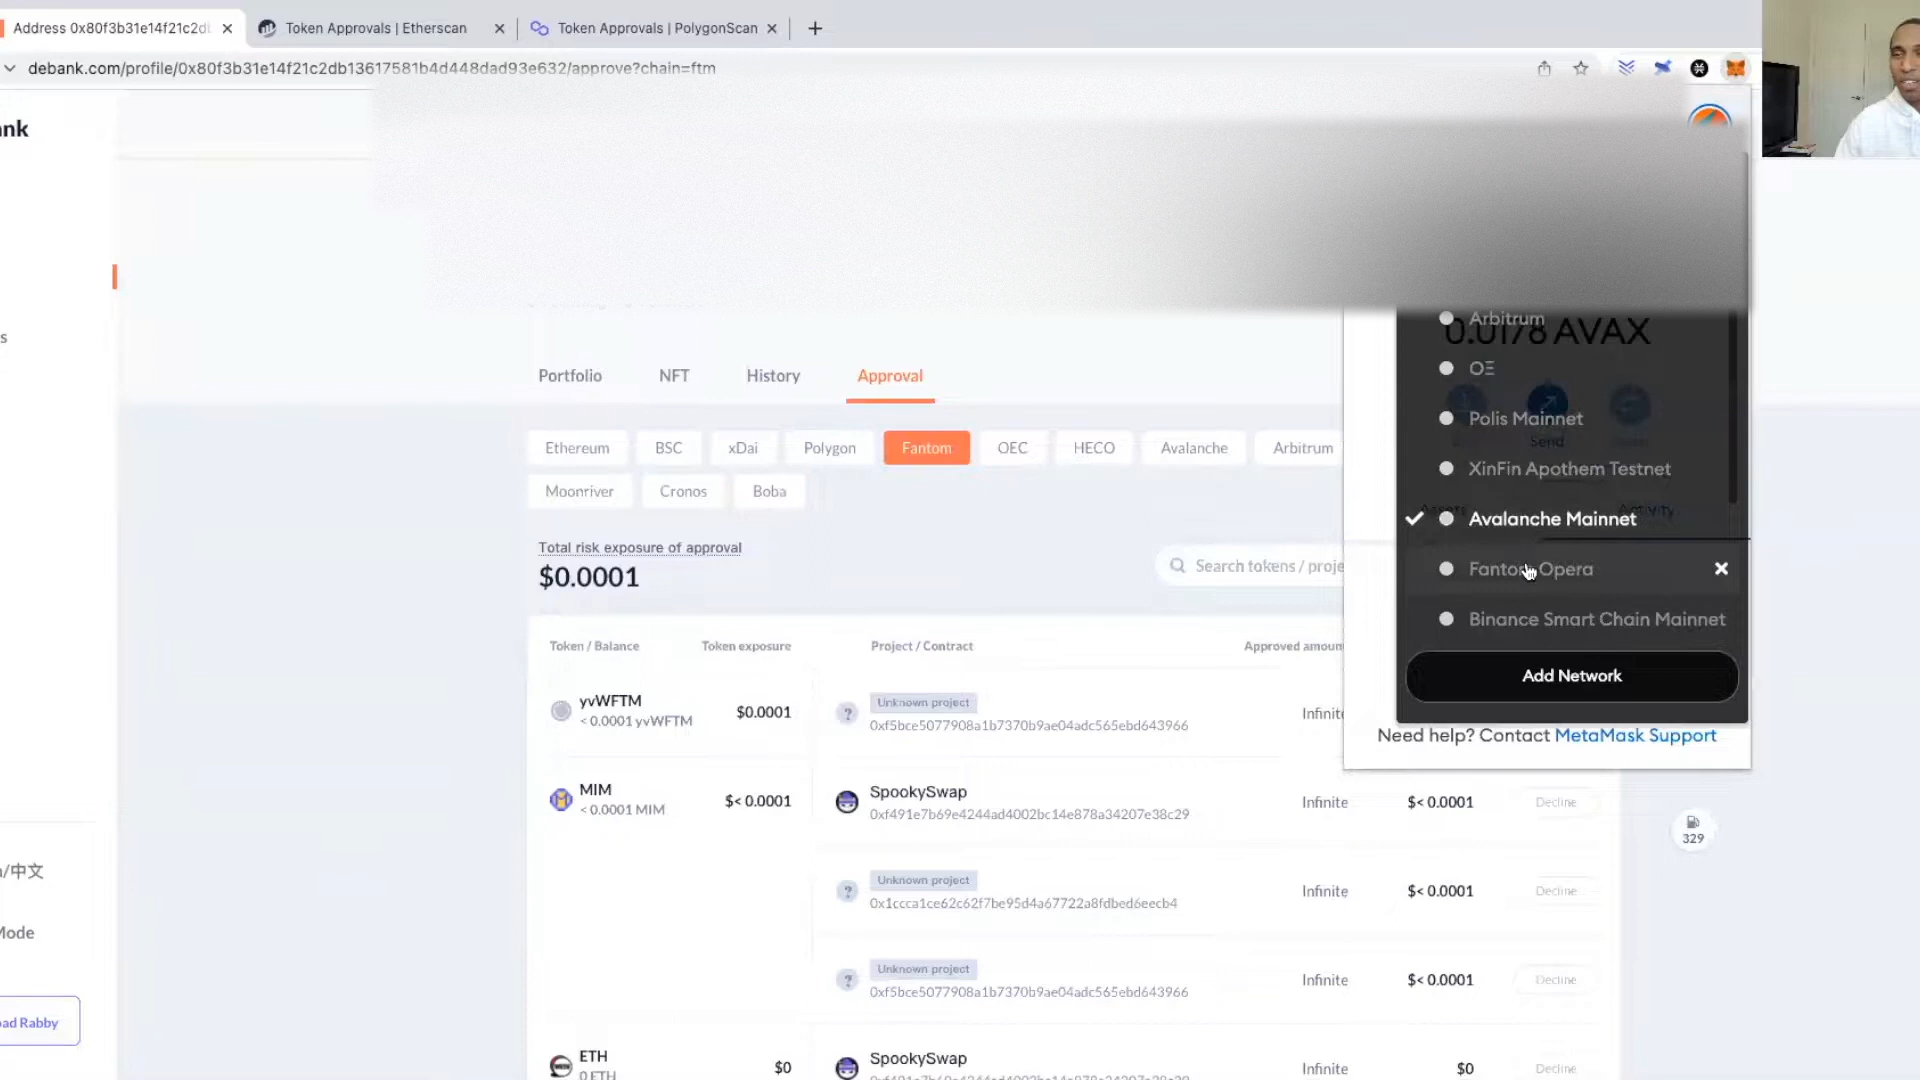 Address 0x80f3b31e14f21c2d
Token Approvals | Etherscan
Token Approvals | PolygonScan
debank.com/profile/0x80f3b31e14f21c2db13617581b4d448dad93e632/approve?chain=ftm
nk
Arbitrum
0.0178 AVAX
OΞ
Polis Mainnet
Send
XinFin Apothem Testnet
Activity
Avalanche Mainnet
Fantom Opera
Binance Smart Chain Mainnet
Add Network
Need help? Contact MetaMask Support
s
Portfolio
NFT
History
Approval
Ethereum
BSC
xDai
Polygon
Fantom
OEC
HECO
Avalanche
Arbitrum
Moonriver
Cronos
Boba
Total risk exposure of approval
$0.0001
Search tokens / proje
Token / Balance
Token exposure
Project / Contract
Approved amoun
yvWFTM
< 0.0001 yvWFTM
$0.0001
?
Unknown project
0xf5bce5077908a1b7370b9ae04adc565ebd643966
Infinit
MIM
< 0.0001 MIM
$< 0.0001
SpookySwap
0xf491e7b69e4244ad4002bc14e878a34207e38c29
Infinite
$< 0.0001
Decline
?
Unknown project
0x1ccca1ce62c62f7be95d4a67722a8fdbed6eecb4
Infinite
$< 0.0001
Decline
?
Unknown project
0xf5bce5077908a1b7370b9ae04adc565ebd643966
Infinite
$< 0.0001
Decline
ETH
0 ETH
$0
SpookySwap
0xf491e7b69e4244ad4002bc14e878a34207e38c29
Infinite
$0
Decline
329
/中文
Mode
ad Rabby